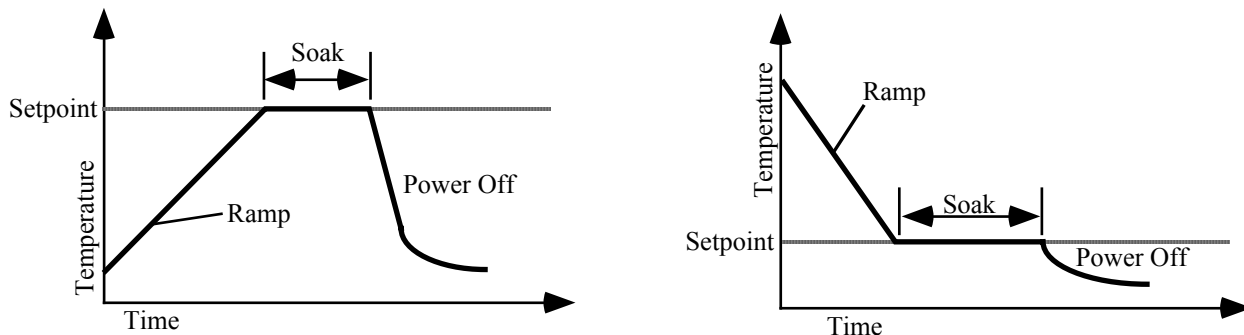 Soak
Setpoint
Temperature
Ramp
Power Off
Time
Temperature
Ramp
Soak
Setpoint
Power Off
Time